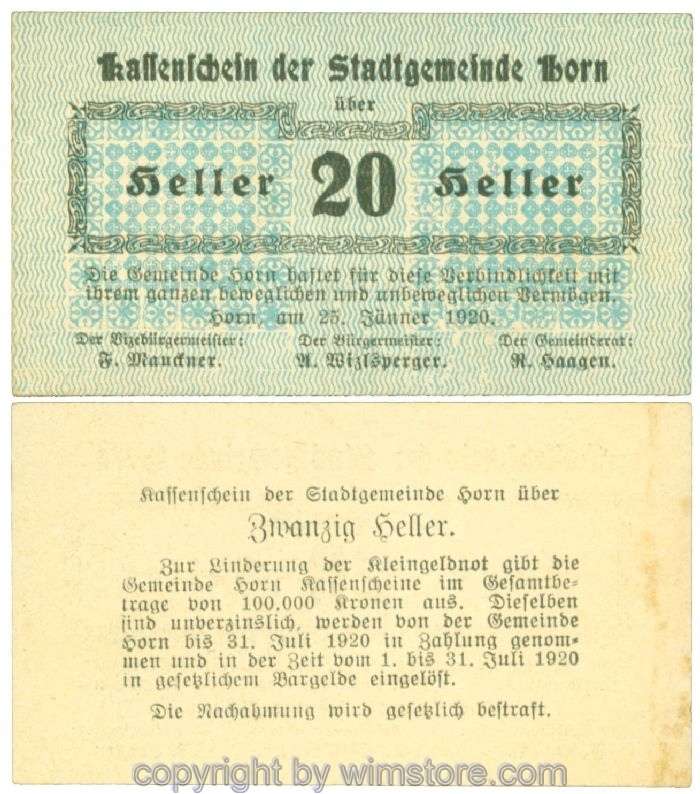 Kassenschein der Stadtgemeinde Horn
über
Heller 20 Heller
Die Gemeinde Horn haftet für diese Verbindlichkeit mit
ihrem ganzen beweglichen und unbeweglichen Vermögen.
Horn, am 25. Jänner 1920.
Der Vizebürgermeister: Der Bürgermeister: Der Gemeinderat:
F. Mauckner. A. Wizlsperger. R. Haagen.
Kassenschein der Stadtgemeinde Horn über
Zwanzig Heller.
Zur Linderung der Kleingeldnot gibt die
Gemeinde Horn Kassenscheine im Gesamtbe-
trage von 100.000 Kronen aus. Dieselben
sind unverzinslich, werden von der Gemeinde
Horn bis 31. Juli 1920 in Zahlung genom-
men und in der Zeit vom 1. bis 31. Juli 1920
in gesetzlichem Bargelde eingelöst.
Die Nachahmung wird gesetzlich bestraft.
copyright by wimstore.com